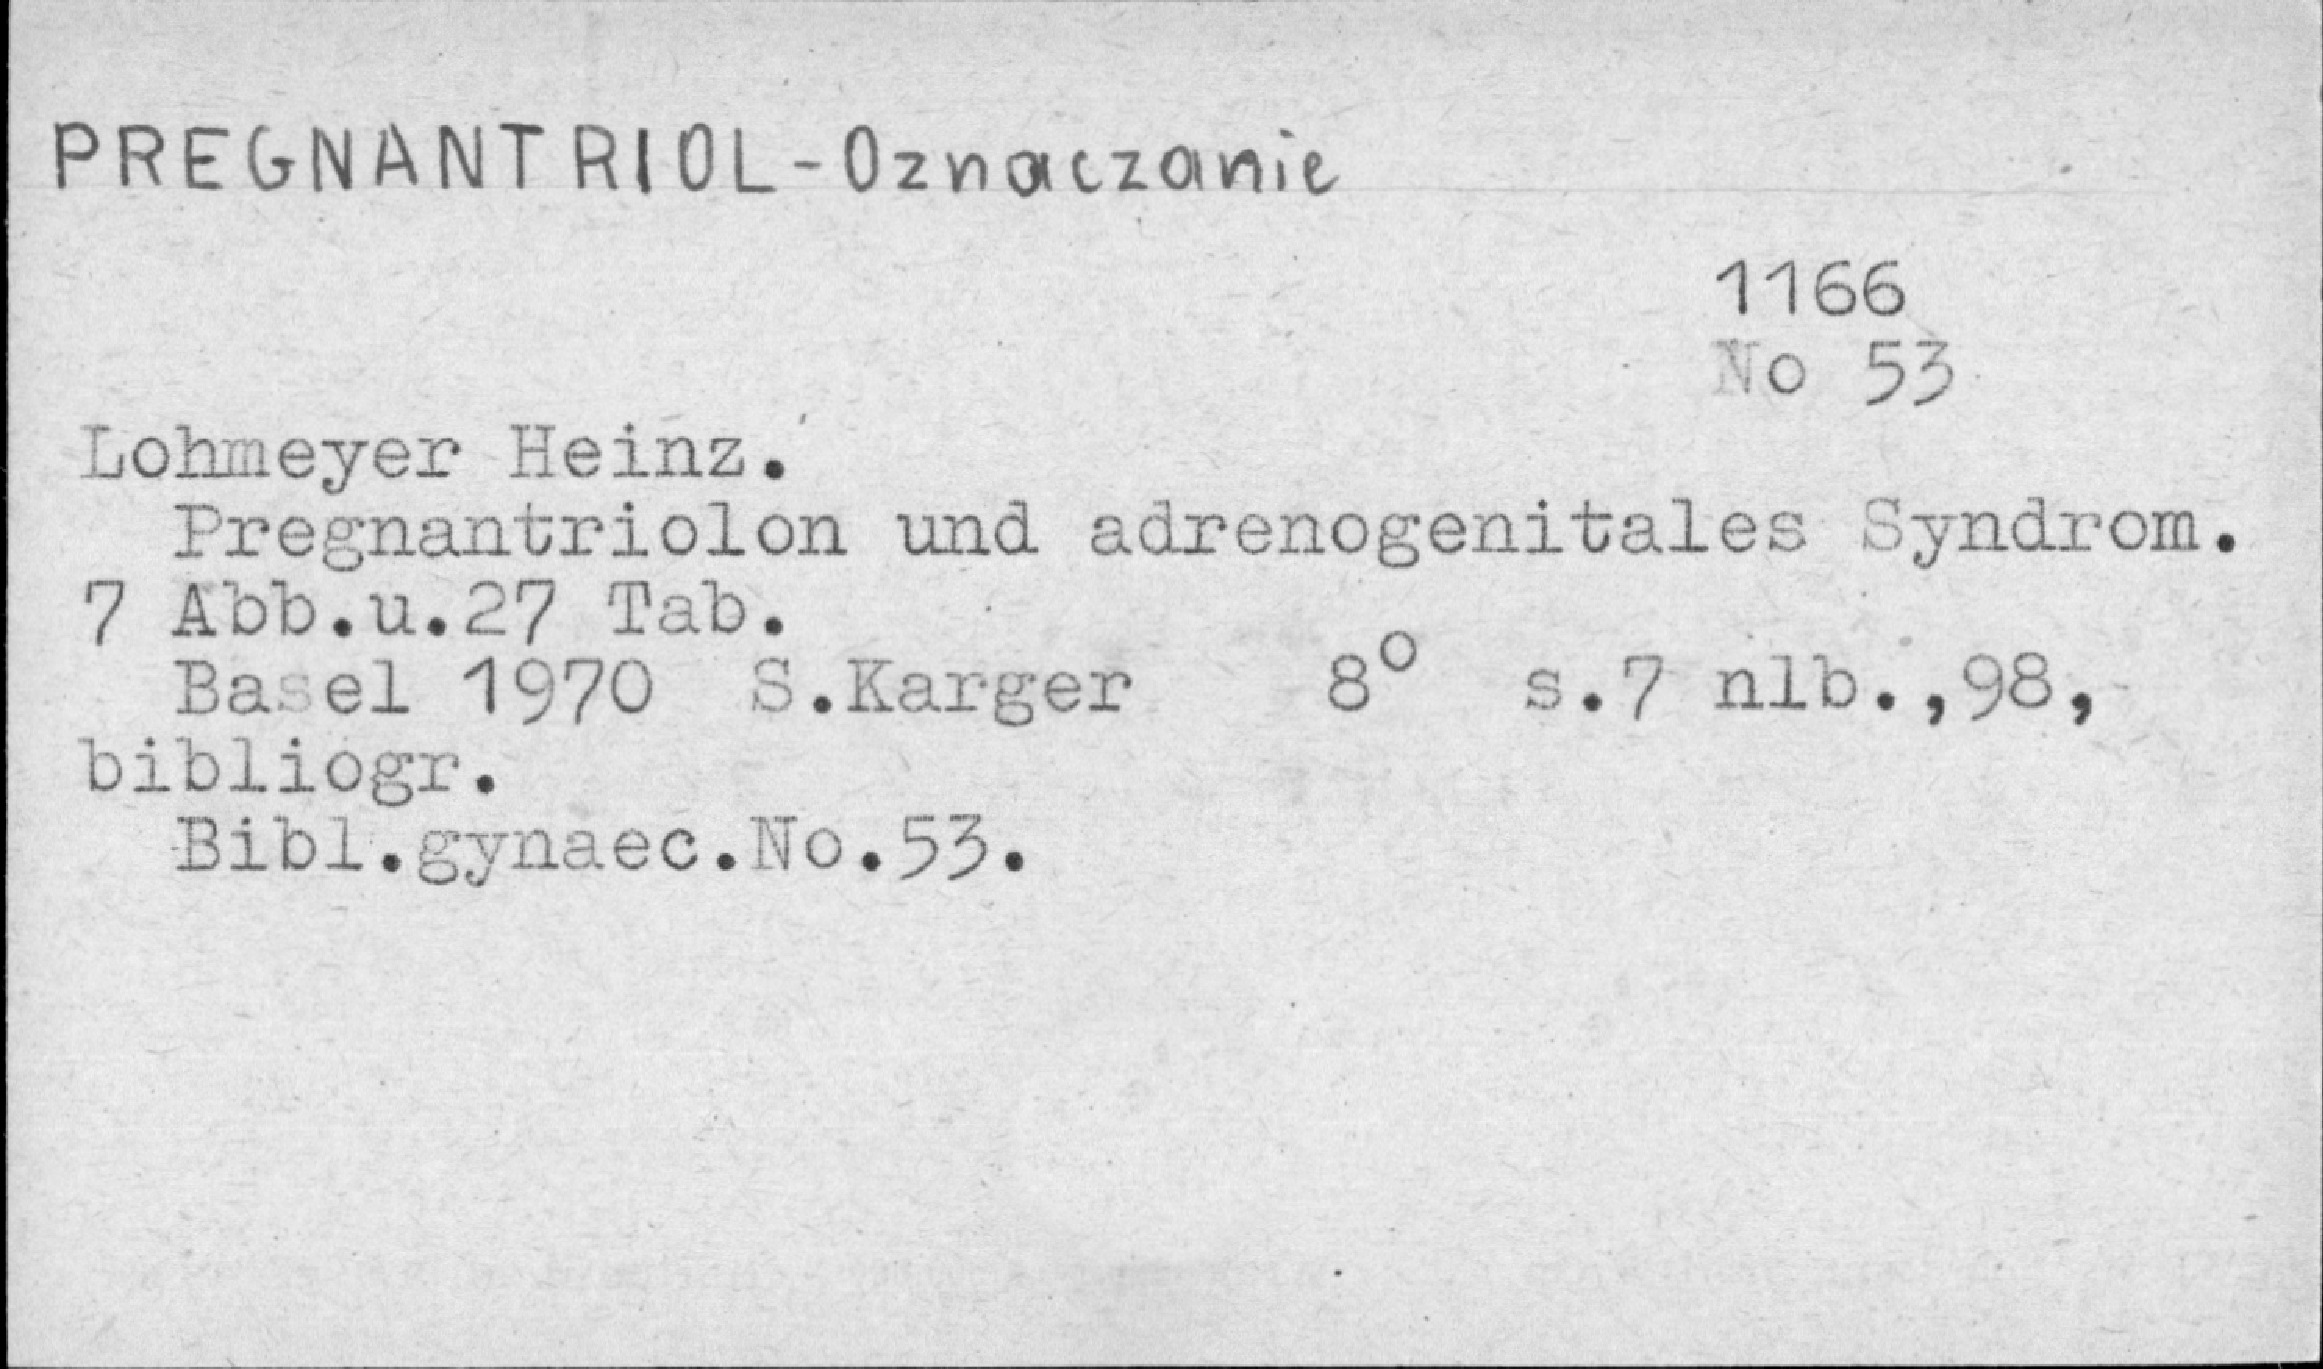 PREGNANTRIOL-Oznaczanie
1166
No 53
Lohmeyer Heinz.
Pregnantriolon und adrenogenitales Syndrom.
7 Abb.u.27 Tab.
Basel 1970 S.Karger 8° s.7 nlb.,98,
bibliogr.
Bibl.gynaec.No.53.